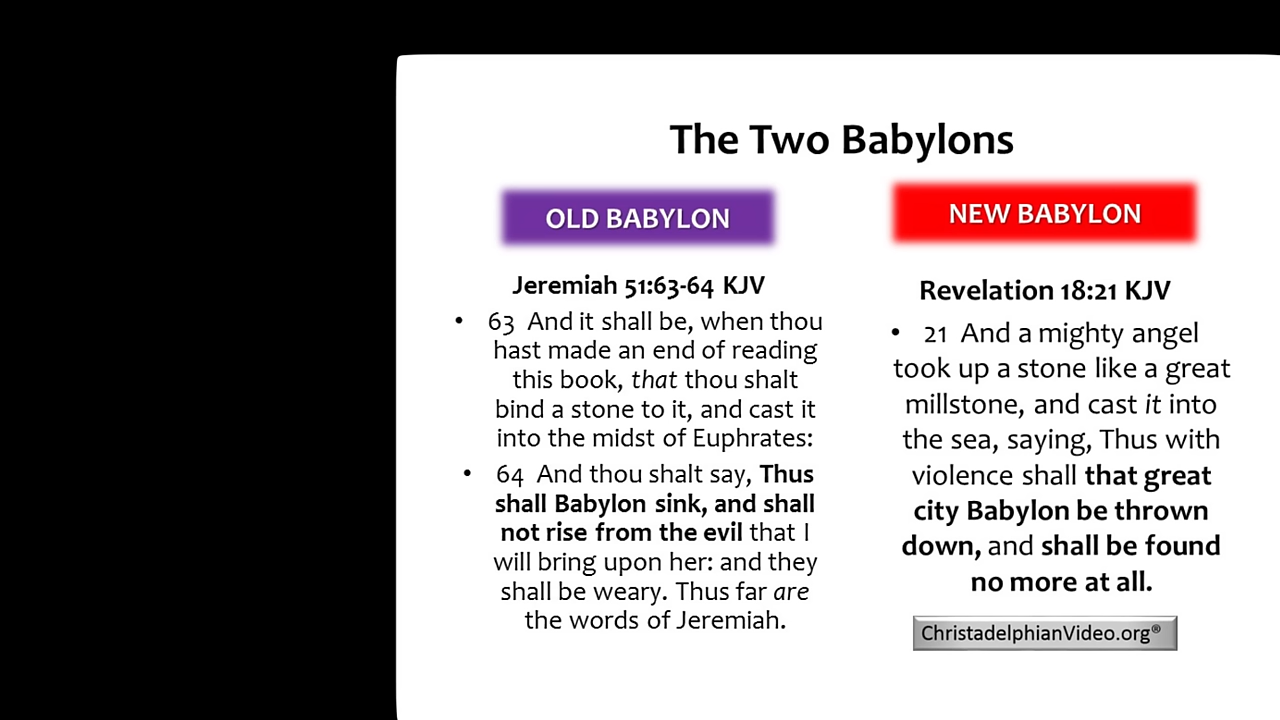 The Two Babylons
OLD BABYLON
Jeremiah 51:63-64 KJV
• 63 And it shall be, when thou
hast made an end of reading
this book, that thou shalt
bind a stone to it, and cast it
into the midst of Euphrates:
• 64 And thou shalt say, Thus
shall Babylon sink, and shall
not rise from the evil that I
will bring upon her: and they
shall be weary. Thus far are
the words of Jeremiah.
NEW BABYLON
Revelation 18:21 KJV
• 21 And a mighty angel
took up a stone like a great
millstone, and cast it into
the sea, saying, Thus with
violence shall that great
city Babylon be thrown
down, and shall be found
no more at all.
ChristadelphianVideo.org®